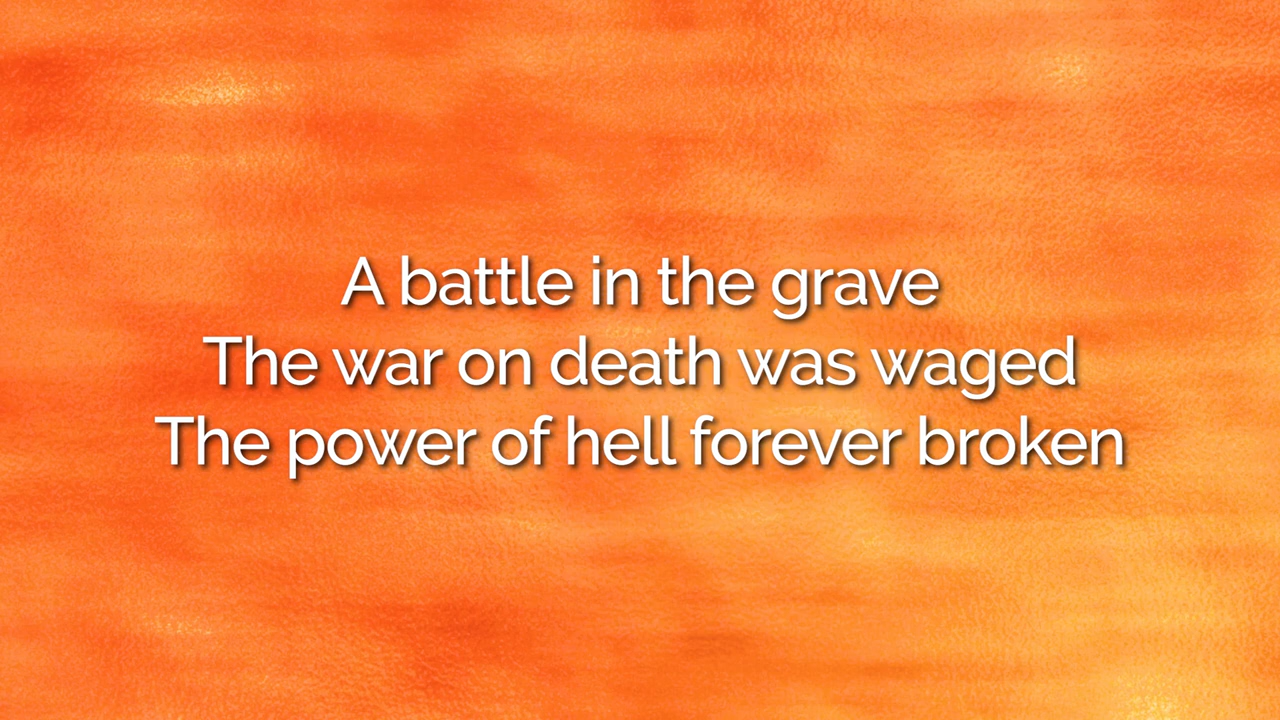 A battle in the grave
The war on death was waged
The power of hell forever broken